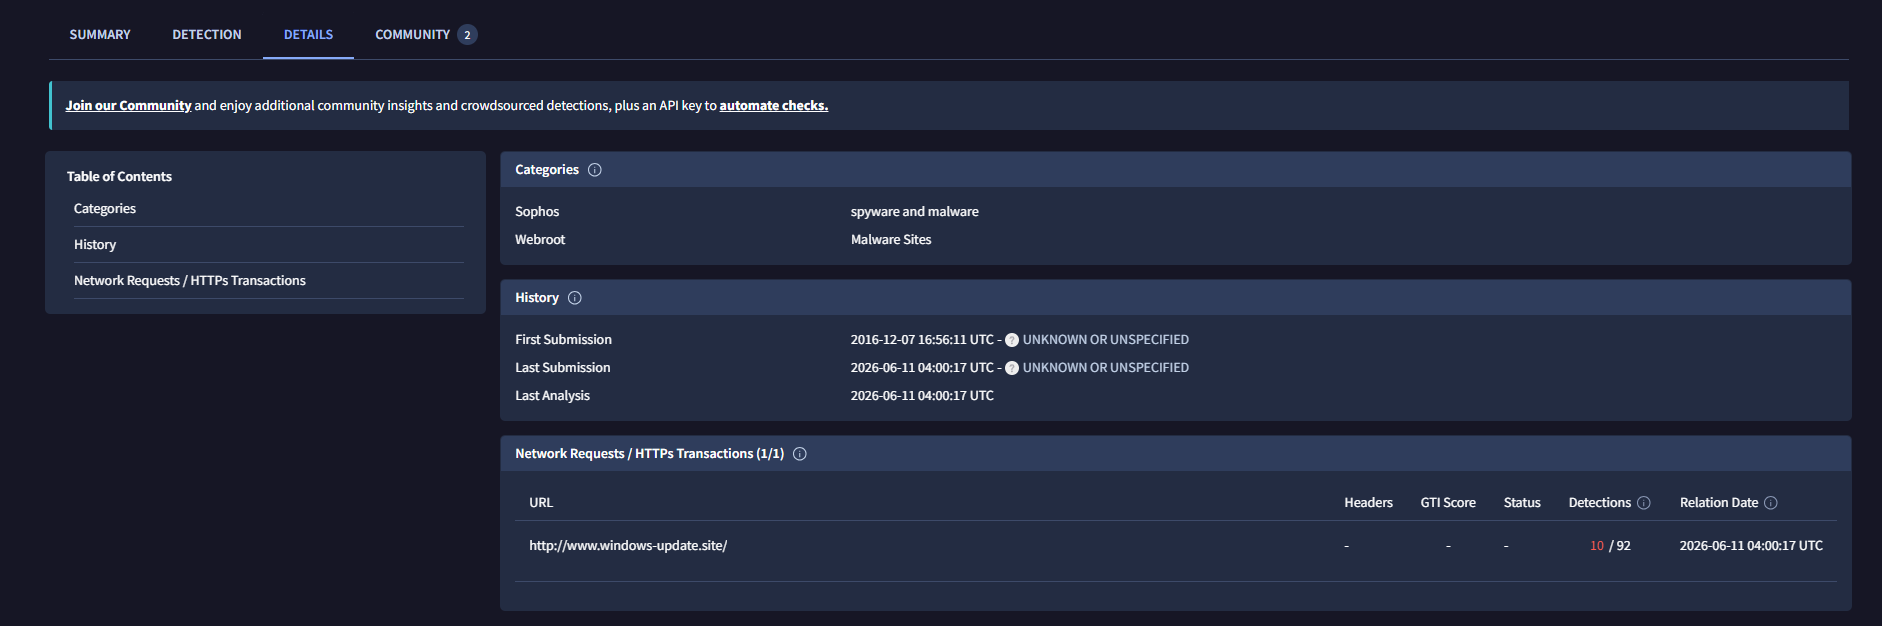 SUMMARY DETECTION DETAILS COMMUNITY 2
Join our Community and enjoy additional community insights and crowdsourced detections, plus an API key to automate checks.
Table of Contents
Categories
History
Network Requests / HTTPs Transactions
Categories
Sophos spyware and malware
Webroot Malware Sites
History
First Submission 2016-12-07 16:56:11 UTC - ? UNKNOWN OR UNSPECIFIED
Last Submission 2026-06-11 04:00:17 UTC - ? UNKNOWN OR UNSPECIFIED
Last Analysis 2026-06-11 04:00:17 UTC
Network Requests / HTTPs Transactions (1/1)
URL Headers GTI Score Status Detections Relation Date
http://www.windows-update.site/ - - - 10 / 92 2026-06-11 04:00:17 UTC